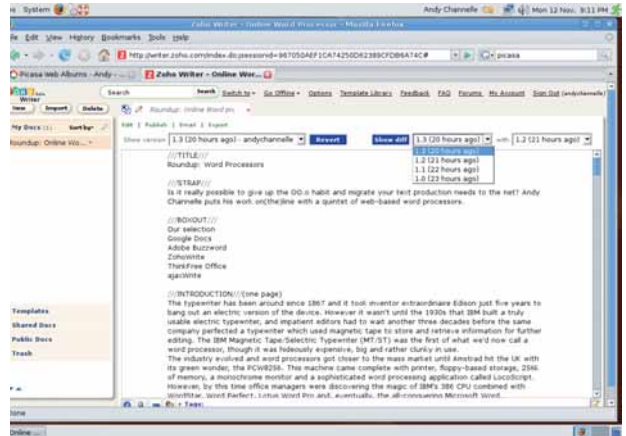 System Andy Channelle Mon 12 Nov, 9:11 PM
Zoho Writer - Online Word Processor - Mozilla Firefox
File Edit View History Bookmarks Tools Help
picasa
Picasa Web Albums - Andy - ... Zoho Writer - Online Wor...
Writer
Search Search Switch to Go Offline Options Template Library Feedback FAQ Forums My Account Sign Out (andychannelle)
New Import Delete
Roundup: Online Word pro
My Docs (1) Sort by
Edit | Publish | Email | Export
Roundup: Online Wo...
Show version 1.3 (20 hours ago) - andychannelle Revert Show diff 1.3 (20 hours ago) with 1.2 (21 hours ago)
1.3 (20 hours ago)
1.2 (21 hours ago)
1.1 (22 hours ago)
1.0 (23 hours ago)
///TITLE///
Roundup: Word Processors
///STRAP///
Is it really possible to give up the OO.o habit and migrate your text production needs to the net? Andy
Channelle puts his work on(the)line with a quintet of web-based word processors.
///BOXOUT///
Our selection
Google Docs
Adobe Buzzword
ZohoWrite
ThinkFree Office
ajaxWrite
///INTRODUCTION///(one page)
The typewriter has been around since 1867 and it took inventor extraordinaire Edison just five years to
bang out an electric version of the device. However it wasn't until the 1930s that IBM built a truly
usable electric typewriter, and impatient editors had to wait another three decades before the same
company perfected a typewriter which used magnetic tape to store and retrieve information for further
editing. The IBM Magnetic Tape/Selectric Typewriter (MT/ST) was the first of what we'd now call a
word processor, though it was hideously expensive, big and rather clunky in use.
The industry evolved and word processors got closer to the mass market until Amstrad hit the UK with
its green wonder, the PCW8256. This machine came complete with printer, floppy-based storage, 256k
of memory, a monochrome monitor and a sophisticated word processing application called LocoScript.
However, by this time office managers were discovering the magic of IBM's 386 CPU combined with
WordStar, Word Perfect, Lotus Word Pro and, eventually, the all-conquering Microsoft Word.
Templates
Shared Docs
Public Docs
Trash
Tags:
Done
Online ...